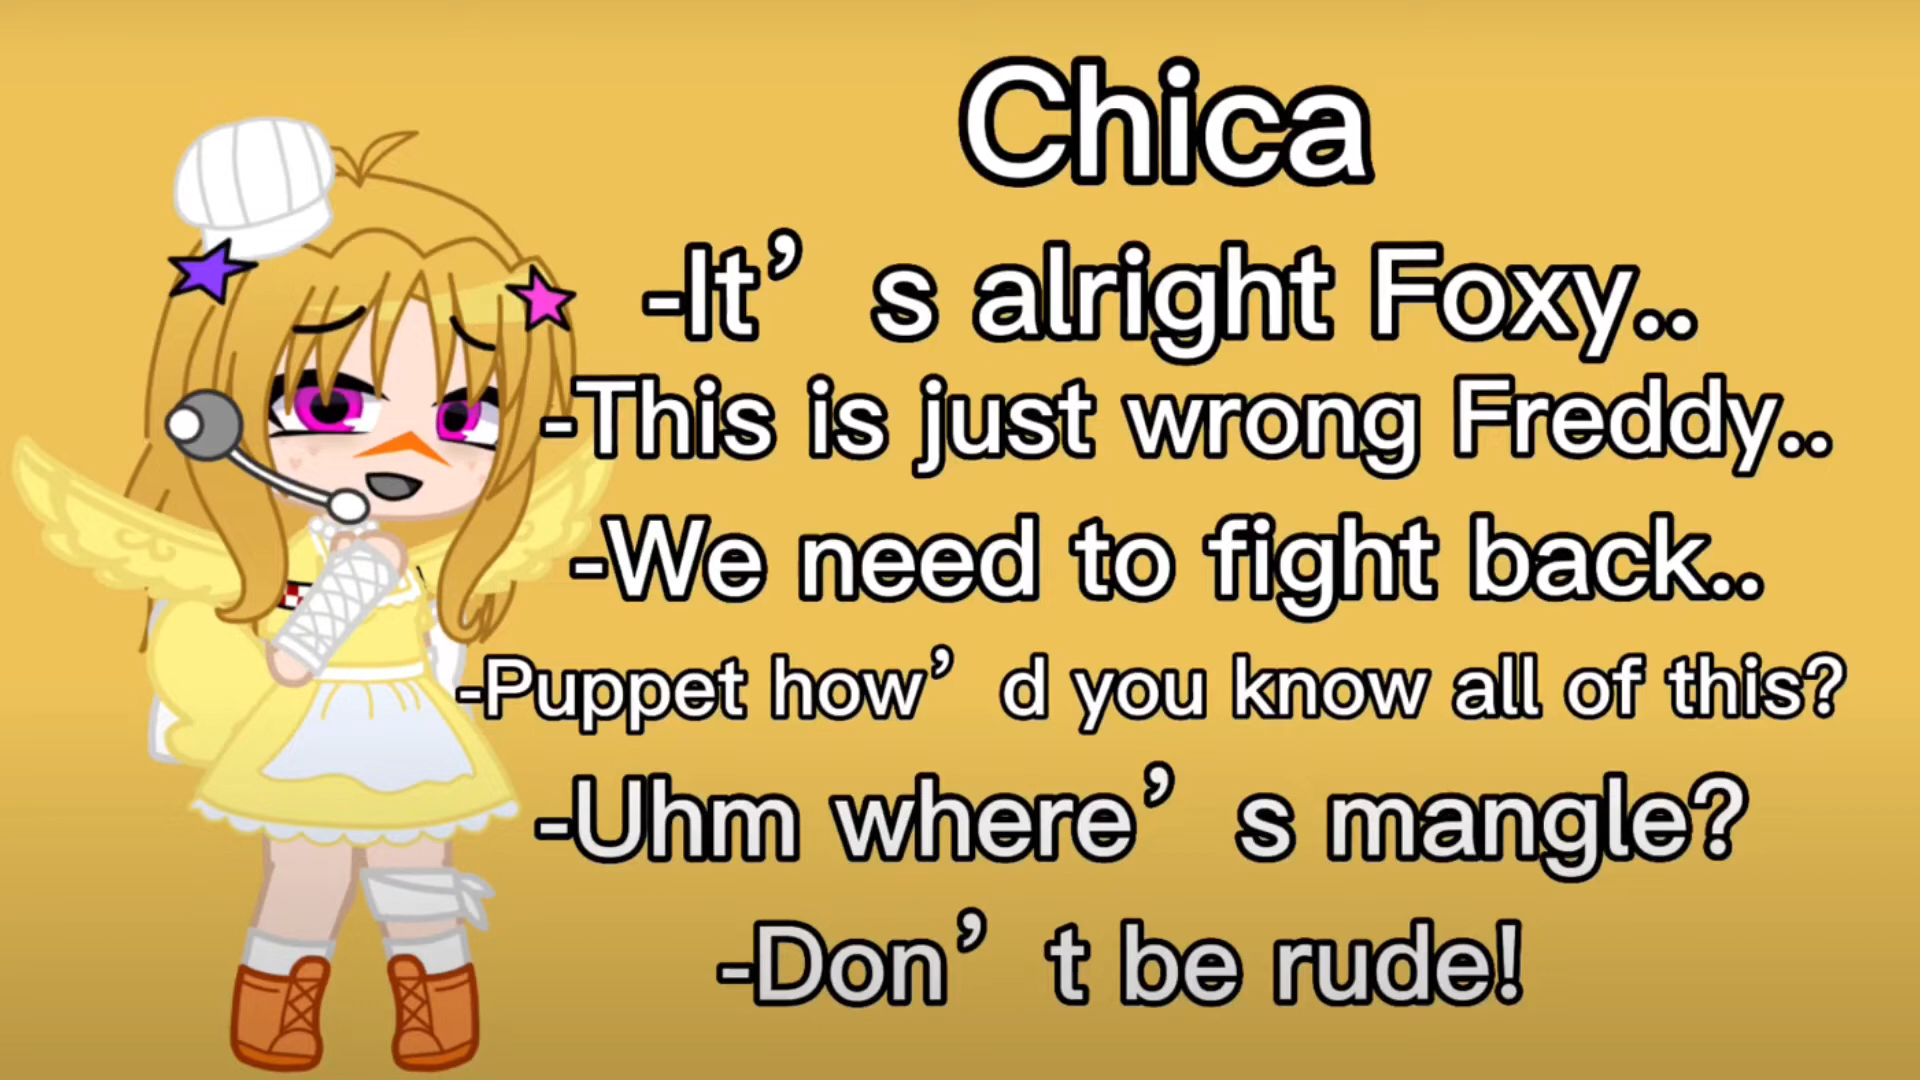 Chica
-It’s alright Foxy..
-This is just wrong Freddy..
-We need to fight back..
-Puppet how’d you know all of this?
-Uhm where’s mangle?
-Don’t be rude!